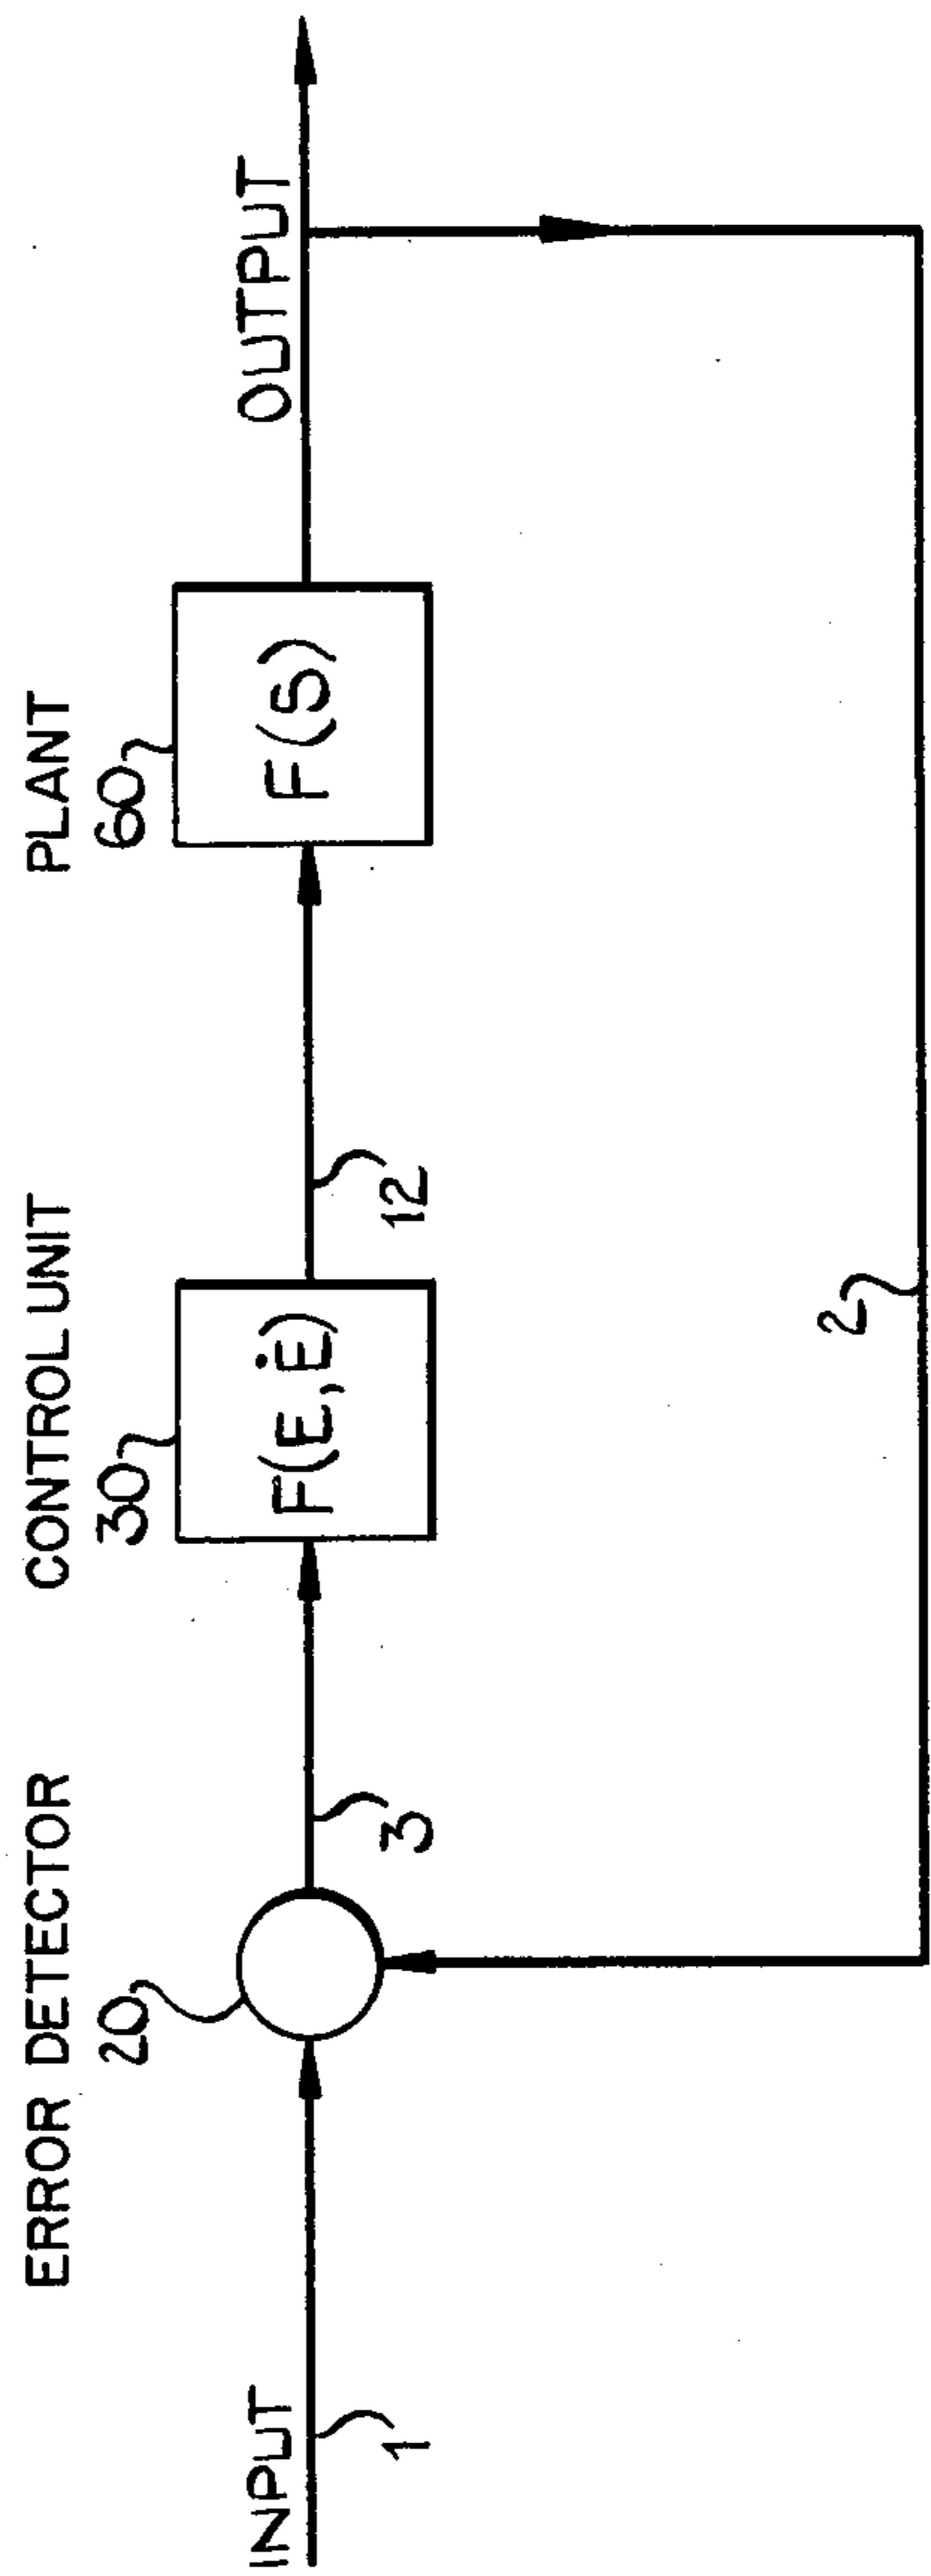 ERROR DETECTOR
CONTROL UNIT
PLANT
20
30
60
INPUT
F(E, Ė)
F(S)
OUTPUT
1
3
12
2